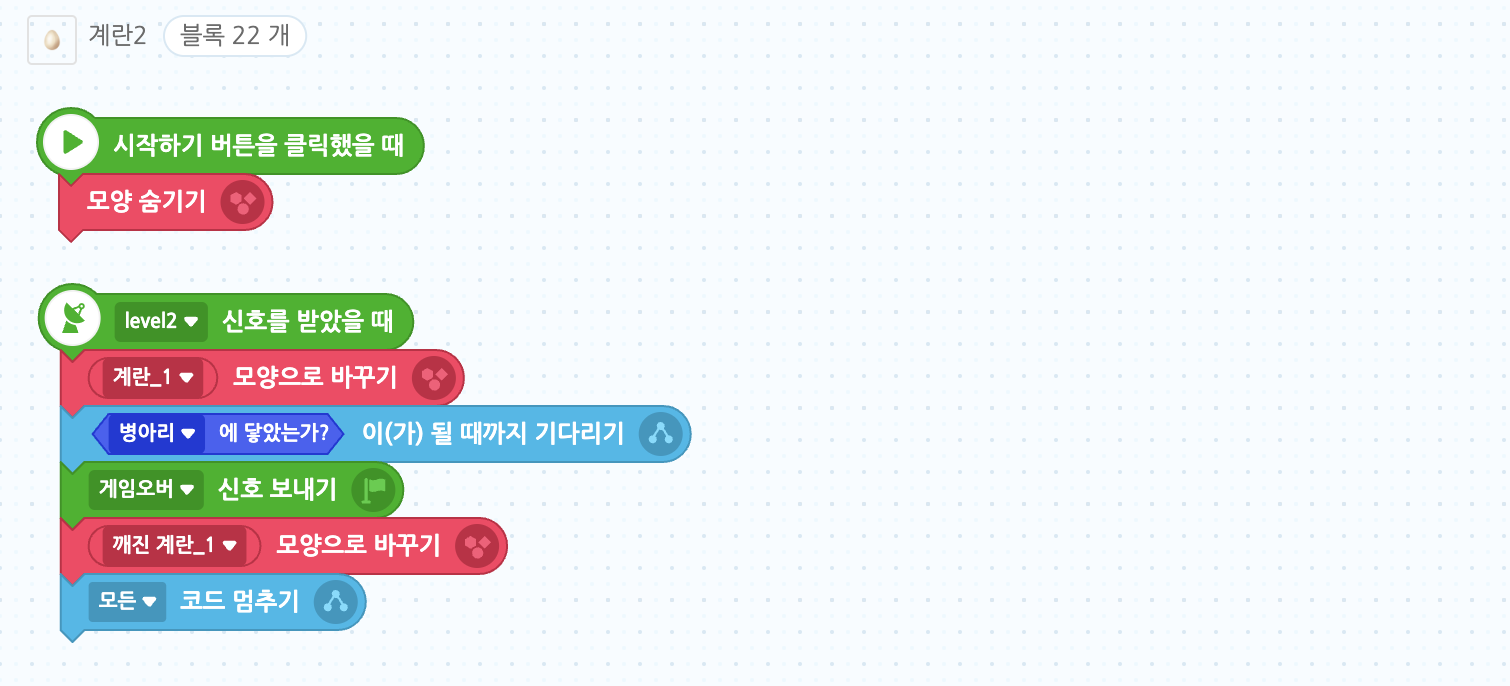 계란2 블록 22 개
시작하기 버튼을 클릭했을 때
모양 숨기기
level2 신호를 받았을 때
계란_1 모양으로 바꾸기
병아리 에 닿았는가? 이(가) 될 때까지 기다리기
게임오버 신호 보내기
깨진 계란_1 모양으로 바꾸기
모든 코드 멈추기